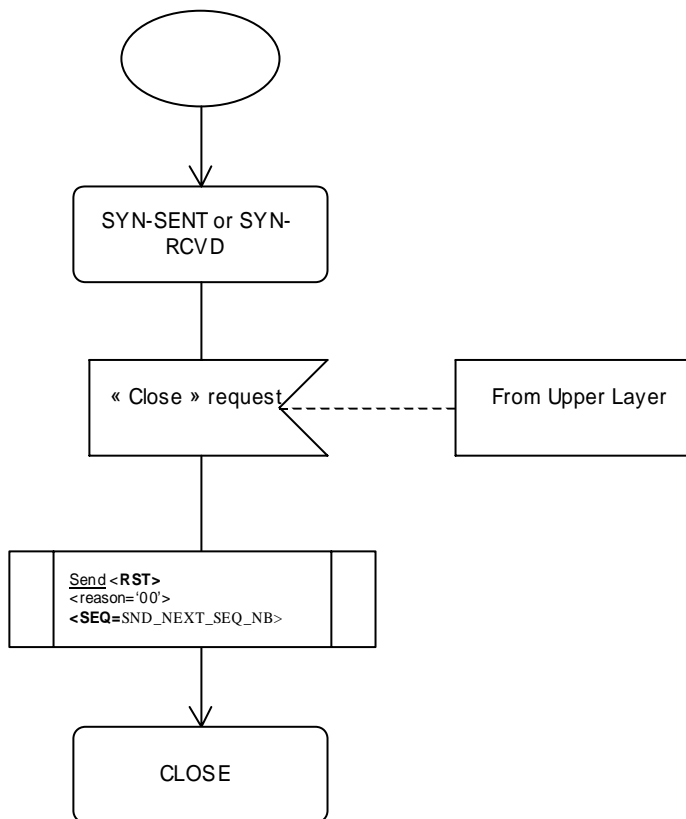 SYN-SENT or SYN-
RCVD
« Close » request
From Upper Layer
Send <RST>
<reason=‘00’>
<SEQ=SND_NEXT_SEQ_NB>
CLOSE